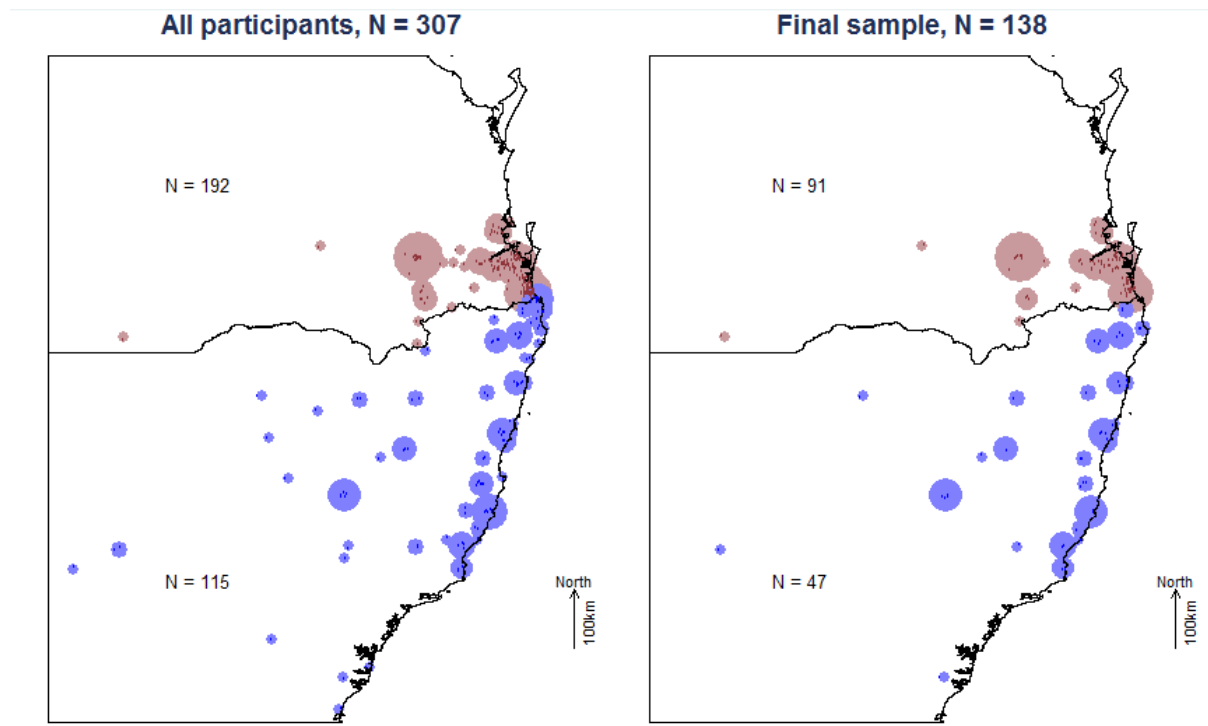 All participants, N = 307
N = 192
N = 115
North
100km
Final sample, N = 138
N = 91
N = 47
North
100km